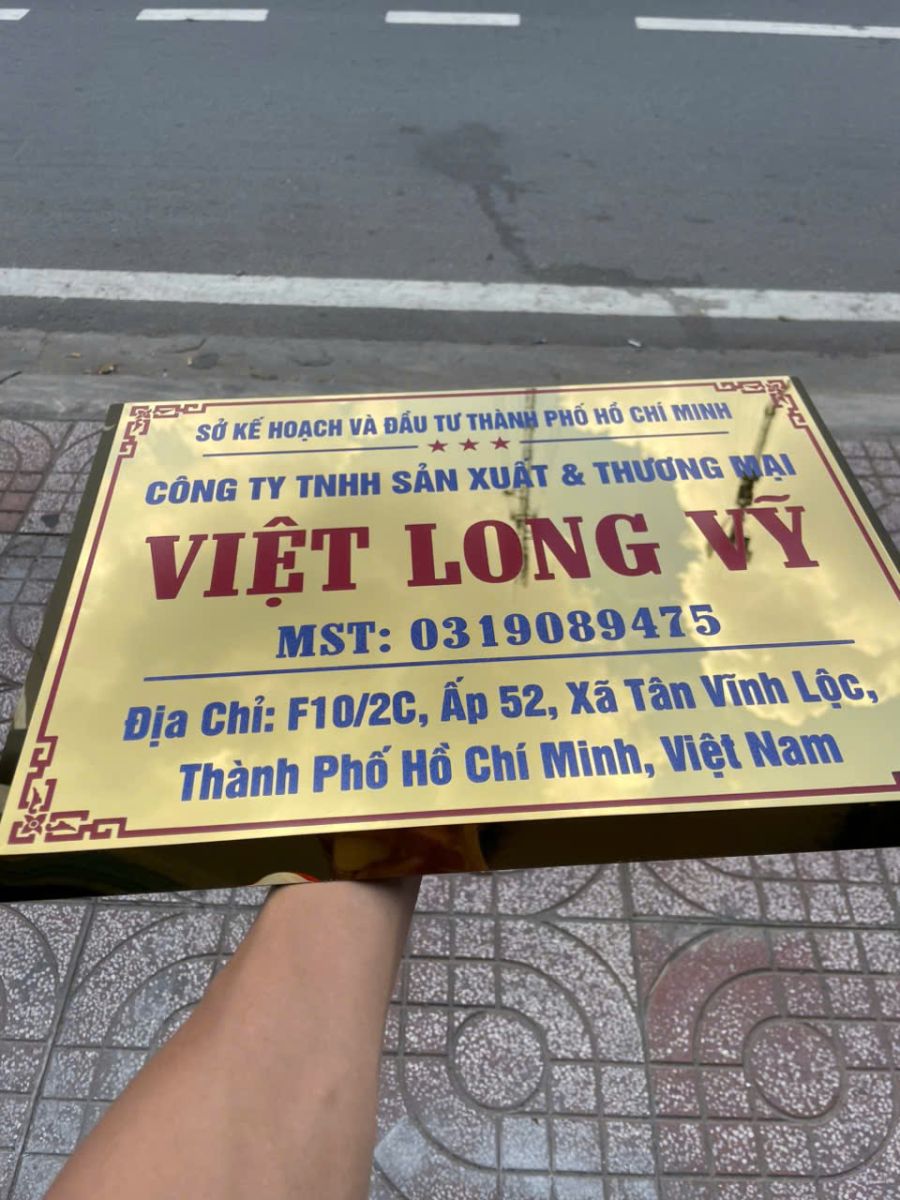 SỞ KẾ HOẠCH VÀ ĐẦU TƯ THÀNH PHỐ HỒ CHÍ MINH
CÔNG TY TNHH SẢN XUẤT & THƯƠNG MẠI
VIỆT LONG VỸ
MST: 0319089475
Địa Chỉ: F10/2C, Ấp 52, Xã Tân Vĩnh Lộc,
Thành Phố Hồ Chí Minh, Việt Nam